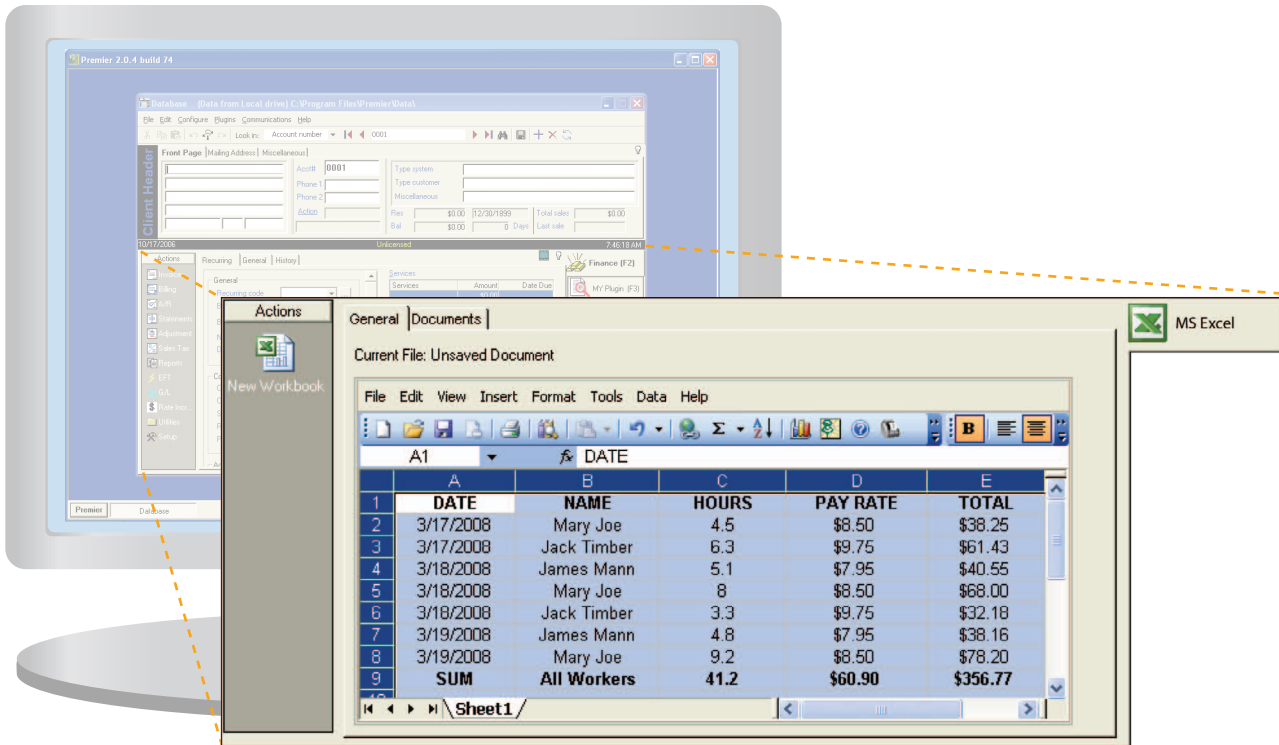 Premier 2.0.4 build 74
Database (Data from Local drive) C:\Program Files\Premier\Data\
File Edit Configure Plugins Communications Help
Look in: Account number 0001
Client Header
Front Page Mailing Address Miscellaneous
Acct# 0001
Phone 1
Phone 2
Action
Type system
Type customer
Miscellaneous
Res $0.00 12/30/1899 Total sales $0.00
Bal $0.00 0 Days Last sale
10/17/2006 Unlicensed 7:46:18 AM
Actions
Invoice
Billing
A/R
Statements
Adjustment
Sales Tax
Reports
EFT
G/L
Rate Incr.
Utilities
Setup
Recurring General History
General
Recurring code
Services
Services Amount Date Due
$0.00
Finance (F2)
MY Plugin (F3)
Premier Database
Actions
New Workbook
General Documents
Current File: Unsaved Document
MS Excel
File Edit View Insert Format Tools Data Help
B
A1 fx DATE
A B C D E
1 DATE NAME HOURS PAY RATE TOTAL
2 3/17/2008 Mary Joe 4.5 $8.50 $38.25
3 3/17/2008 Jack Timber 6.3 $9.75 $61.43
4 3/18/2008 James Mann 5.1 $7.95 $40.55
5 3/18/2008 Mary Joe 8 $8.50 $68.00
6 3/18/2008 Jack Timber 3.3 $9.75 $32.18
7 3/19/2008 James Mann 4.8 $7.95 $38.16
8 3/19/2008 Mary Joe 9.2 $8.50 $78.20
9 SUM All Workers 41.2 $60.90 $356.77
Sheet1